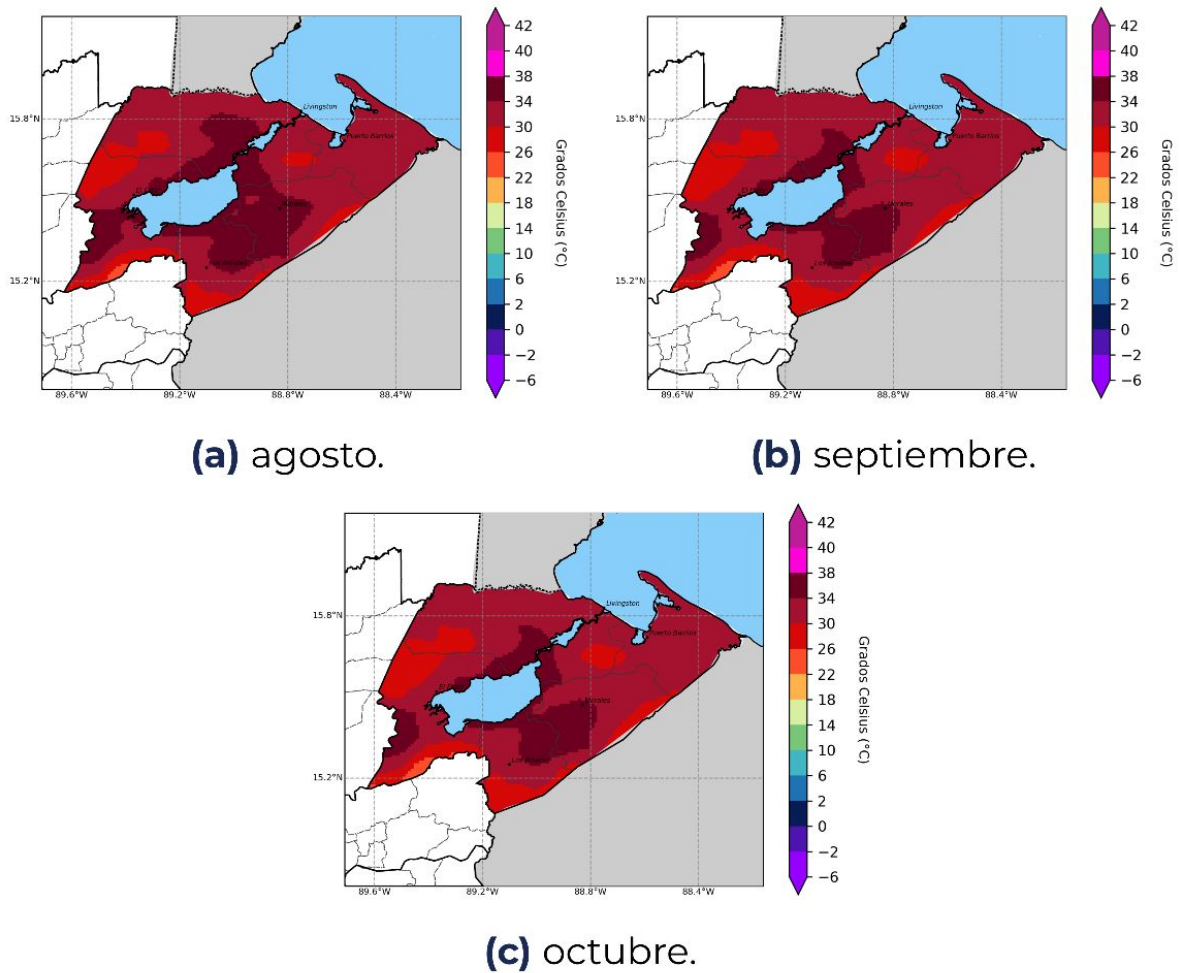 42
40
38
34
30
26
22
18
14
10
6
2
0
−2
−6
Grados Celsius (°C)
15.8°N
15.2°N
89.6°W
89.2°W
88.8°W
88.4°W
Livingston
Puerto Barrios
Morales
(a) agosto.
42
40
38
34
30
26
22
18
14
10
6
2
0
−2
−6
Grados Celsius (°C)
15.8°N
15.2°N
89.6°W
89.2°W
88.8°W
88.4°W
Livingston
Puerto Barrios
Morales
Los Amates
(b) septiembre.
42
40
38
34
30
26
22
18
14
10
6
2
0
−2
−6
Grados Celsius (°C)
15.8°N
15.2°N
89.6°W
89.2°W
88.8°W
88.4°W
Livingston
Puerto Barrios
Morales
(c) octubre.